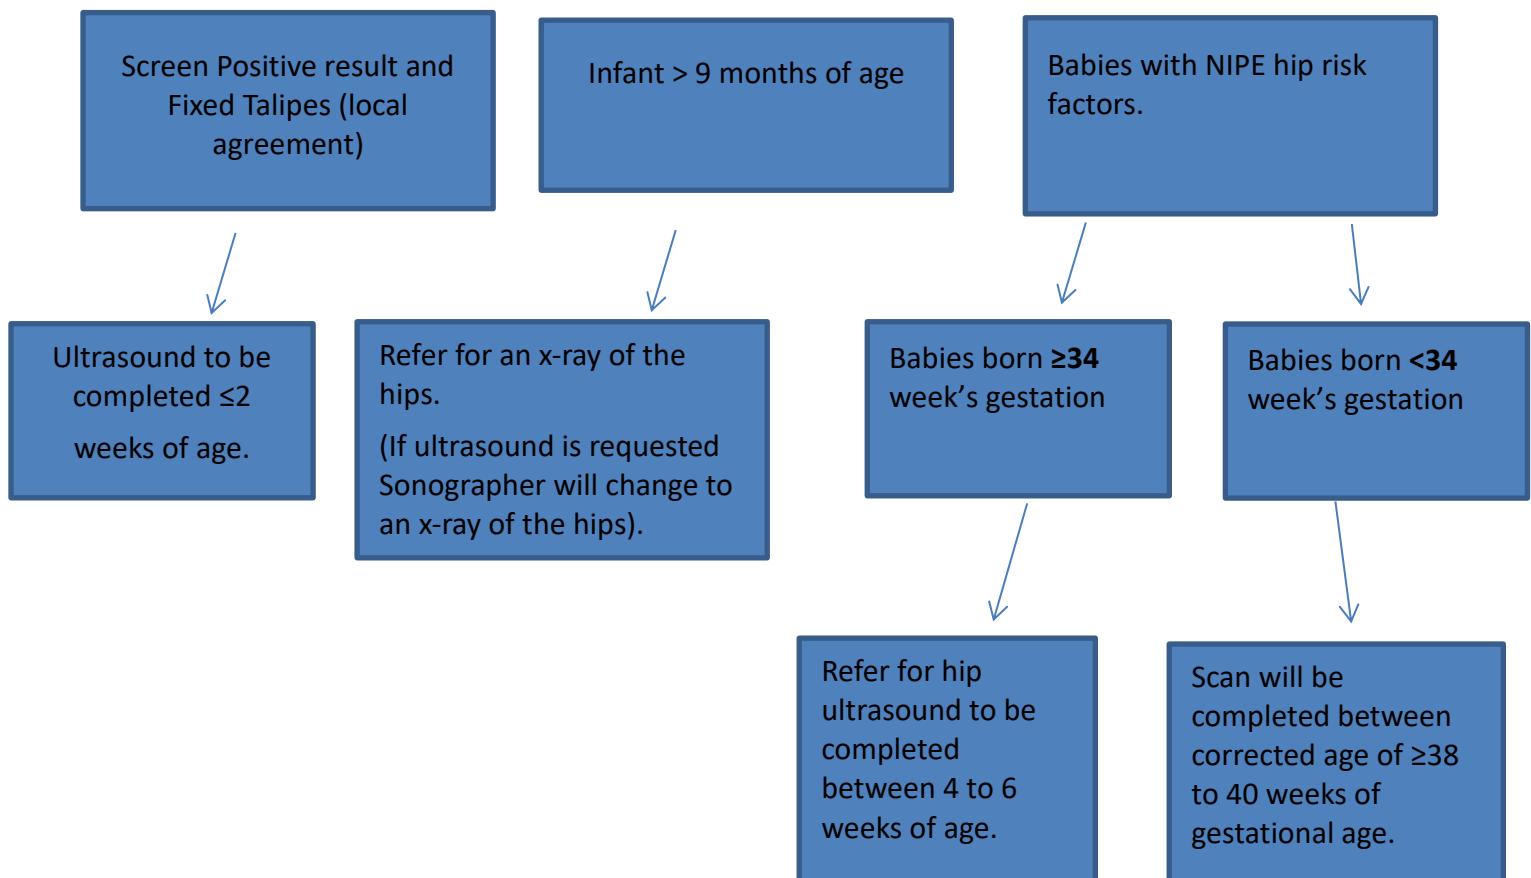 Screen Positive result and
Fixed Talipes (local
agreement)
Infant > 9 months of age
Babies with NIPE hip risk
factors.
Ultrasound to be
completed ≤2
weeks of age.
Refer for an x-ray of the
hips.
(If ultrasound is requested
Sonographer will change to
an x-ray of the hips).
Babies born ≥34
week’s gestation
Babies born <34
week’s gestation
Refer for hip
ultrasound to be
completed
between 4 to 6
weeks of age.
Scan will be
completed between
corrected age of ≥38
to 40 weeks of
gestational age.